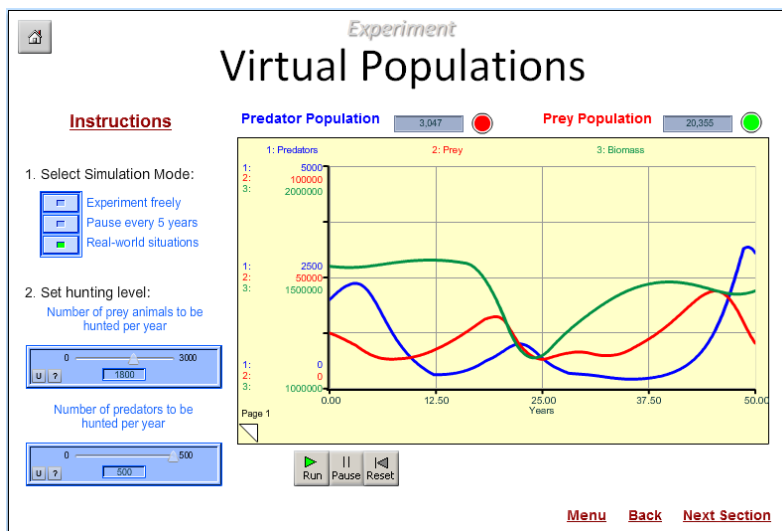 Experiment
Virtual Populations
Instructions
Predator Population 3,047 Prey Population 20,355
1. Select Simulation Mode:
Experiment freely
Pause every 5 years
Real-world situations
2. Set hunting level:
Number of prey animals to be
hunted per year
0 3000
U ? 1800
Number of predators to be
hunted per year
0 500
U ? 500
1: Predators 2: Prey 3: Biomass
1: 5000
2: 100000
3: 2000000
1: 2500
2: 50000
3: 1500000
1: 0
2: 0
3: 1000000
0.00 12.50 25.00 37.50 50.00
Years
Page 1
Run Pause Reset
Menu Back Next Section